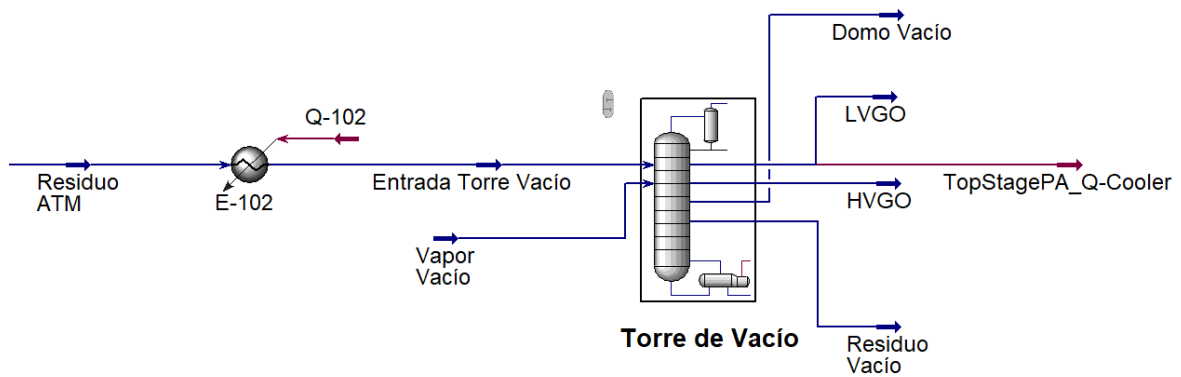 Domo Vacío
LVGO
Q-102
Residuo
ATM
E-102
Entrada Torre Vacío
TopStagePA_Q-Cooler
HVGO
Vapor
Vacío
Torre de Vacío
Residuo
Vacío